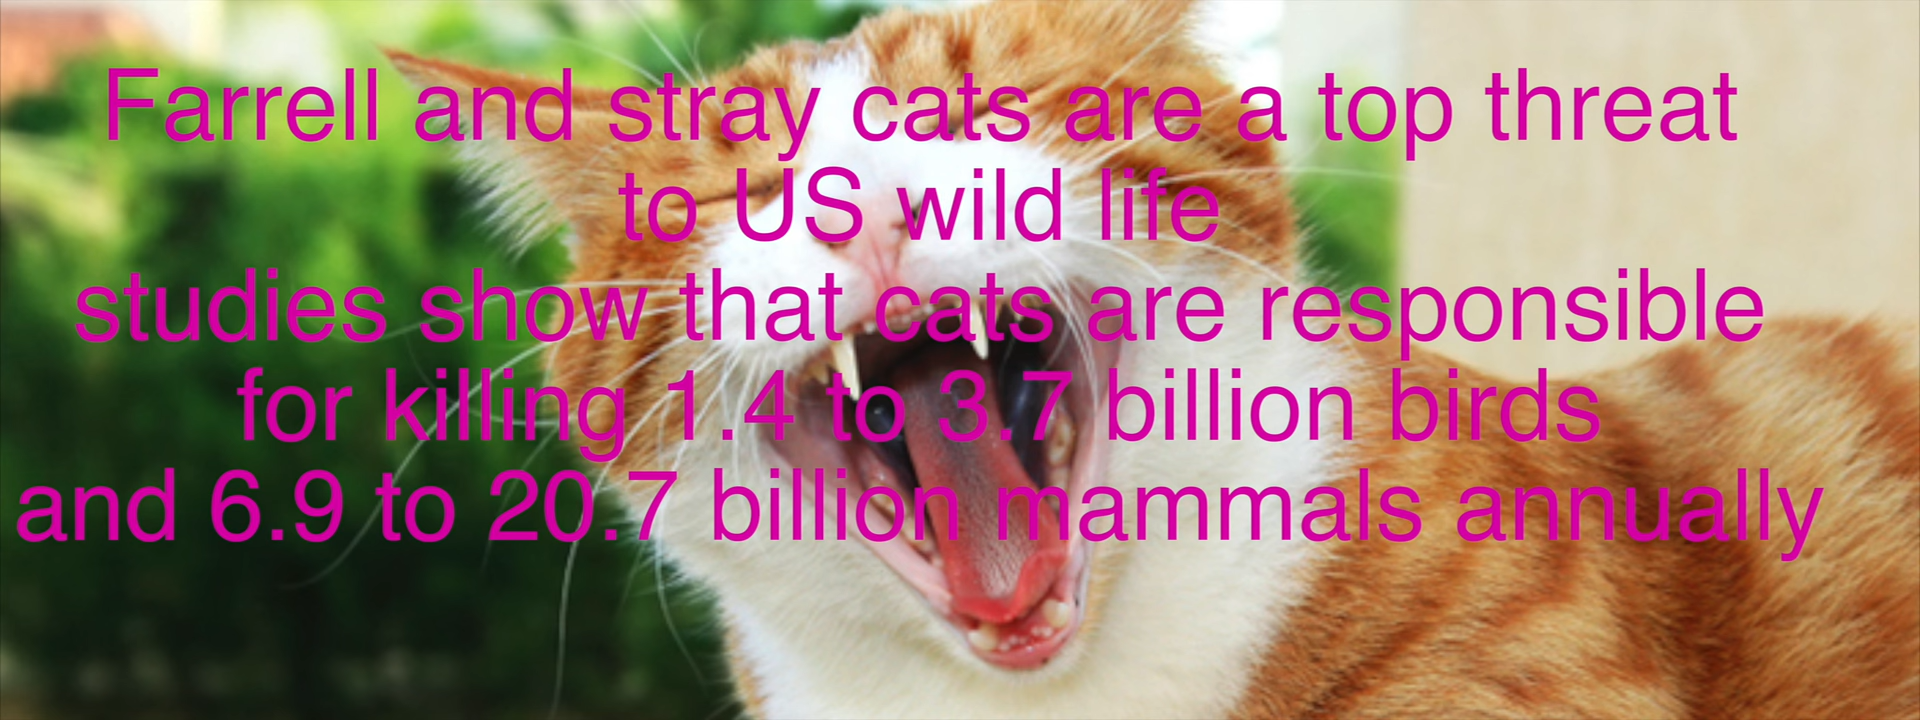 Farrell and stray cats are a top threat
to US wild life
studies show that cats are responsible
for killing 1.4 to 3.7 billion birds
and 6.9 to 20.7 billion mammals annually